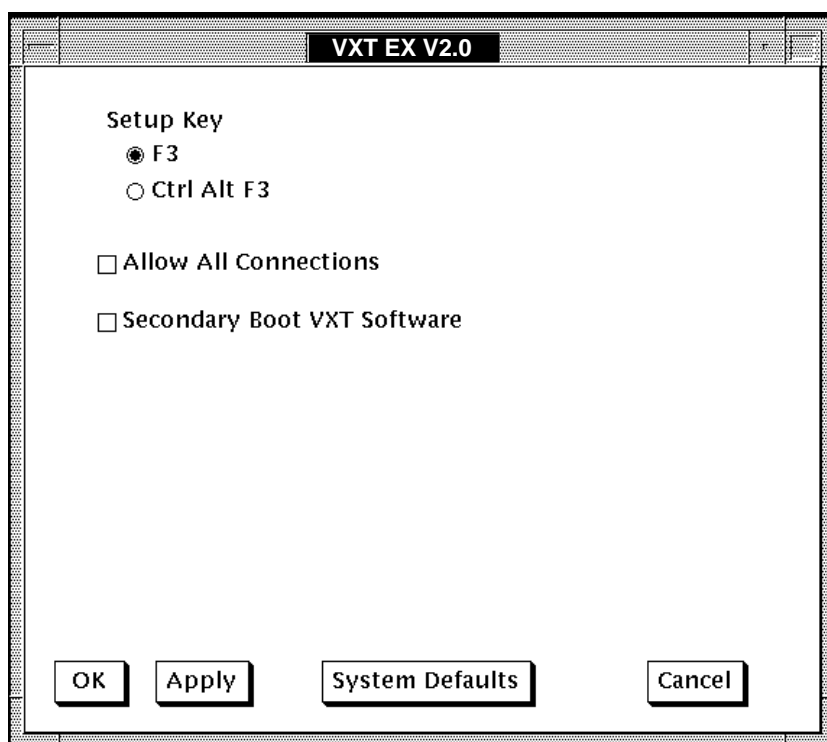 VXT EX V2.0
Setup Key
F3
Ctrl Alt F3
Allow All Connections
Secondary Boot VXT Software
OK Apply System Defaults Cancel